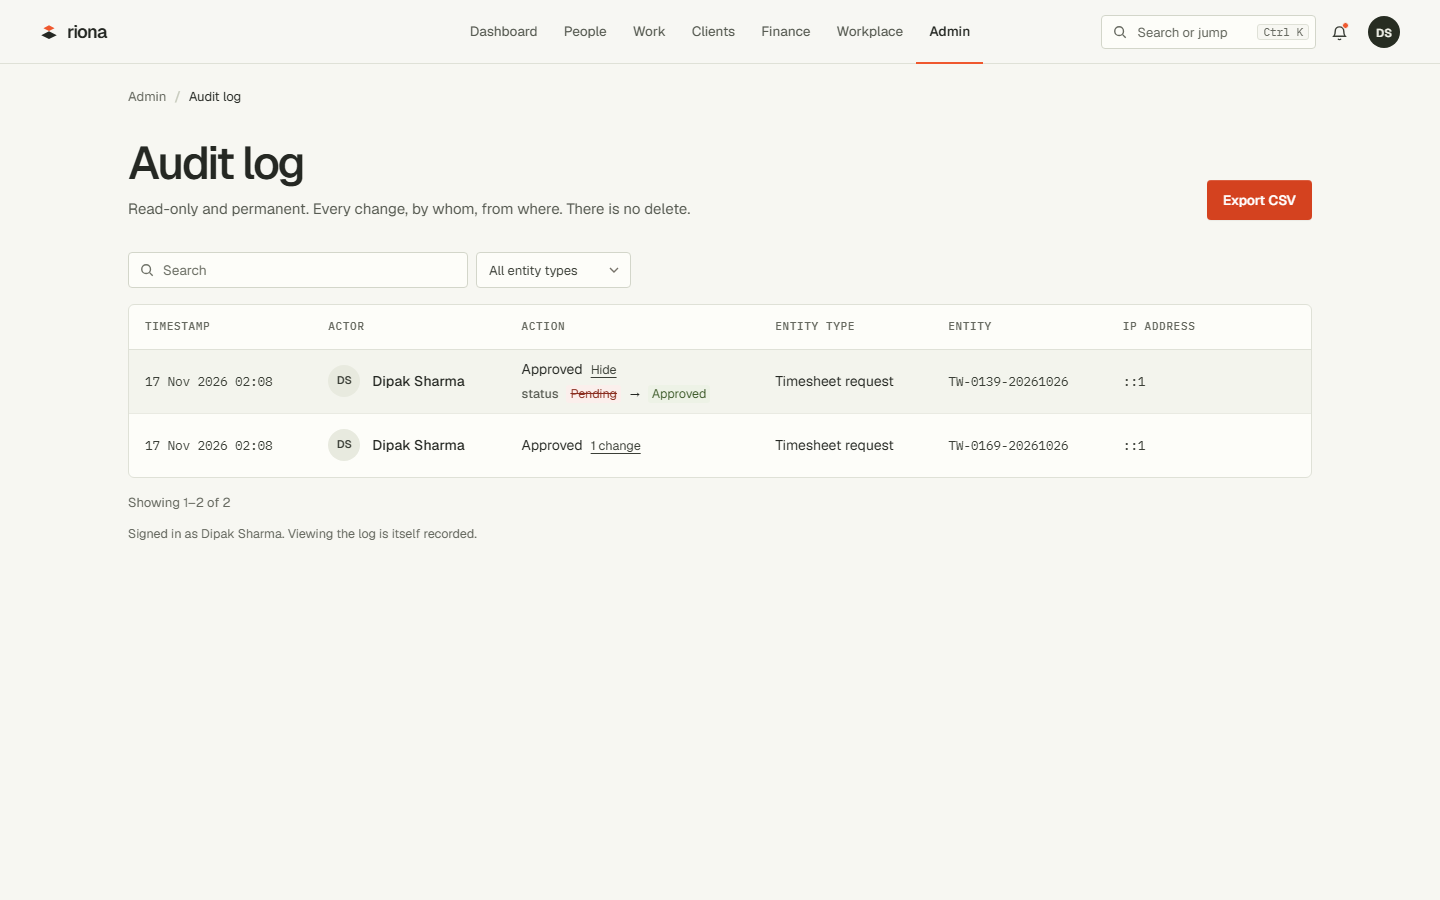 riona
Dashboard People Work Clients Finance Workplace Admin
Search or jump Ctrl K
DS
Admin / Audit log
Audit log
Read-only and permanent. Every change, by whom, from where. There is no delete.
Export CSV
Search
All entity types
TIMESTAMP ACTOR ACTION ENTITY TYPE ENTITY IP ADDRESS
17 Nov 2026 02:08 DS Dipak Sharma Approved Hide Timesheet request TW-0139-20261026 ::1
status Pending → Approved
17 Nov 2026 02:08 DS Dipak Sharma Approved 1 change Timesheet request TW-0169-20261026 ::1
Showing 1–2 of 2
Signed in as Dipak Sharma. Viewing the log is itself recorded.